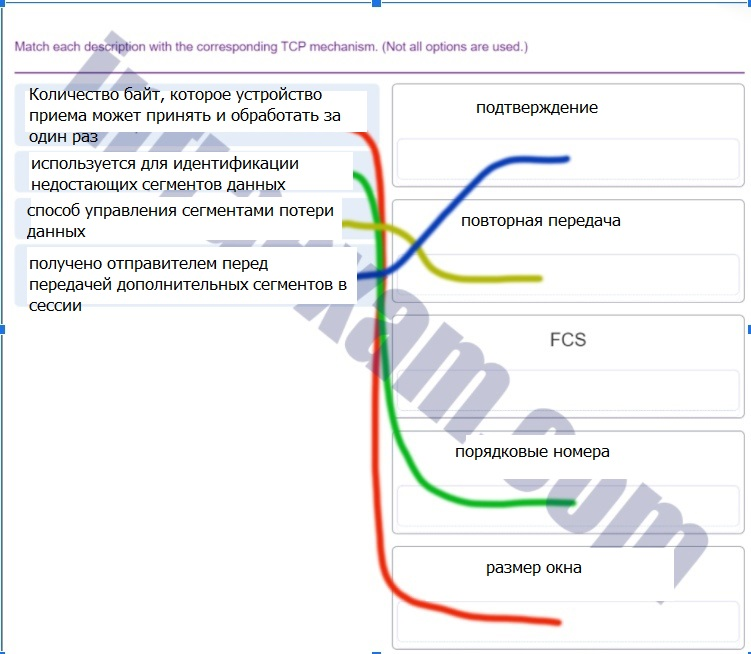 Match each description with the corresponding TCP mechanism. (Not all options are used.)
Количество байт, которое устройство
приема может принять и обработать за
один раз
используется для идентификации
недостающих сегментов данных
способ управления сегментами потери
данных
получено отправителем перед
передачей дополнительных сегментов в
сессии
подтверждение
повторная передача
FCS
порядковые номера
размер окна